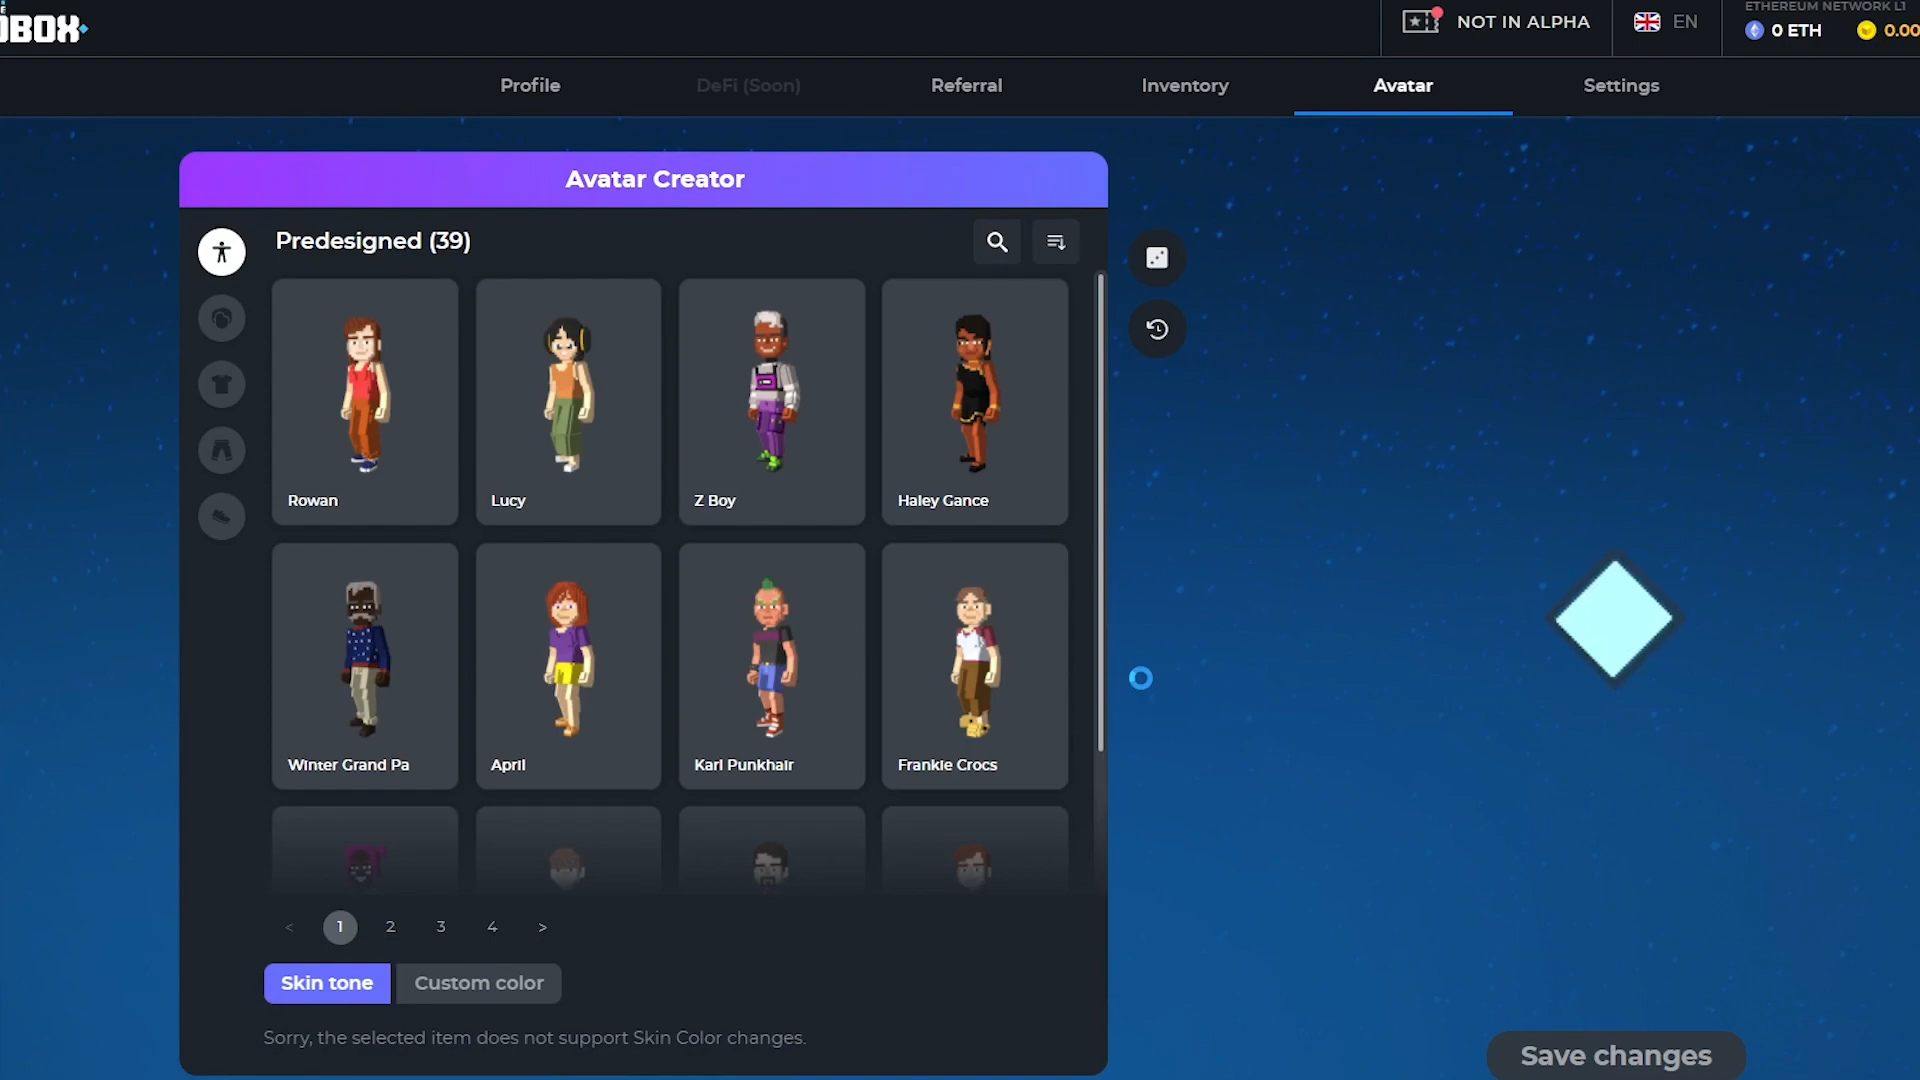 NOT IN ALPHA
EN
ETHEREUM NETWORK L1
0 ETH
0.00
Profile
DeFi (Soon)
Referral
Inventory
Avatar
Settings
Avatar Creator
Predesigned (39)
Rowan
Lucy
Z Boy
Haley Gance
Winter Grand Pa
April
Karl Punkhair
Frankie Crocs
< 1 2 3 4 >
Skin tone
Custom color
Sorry, the selected item does not support Skin Color changes.
Save changes